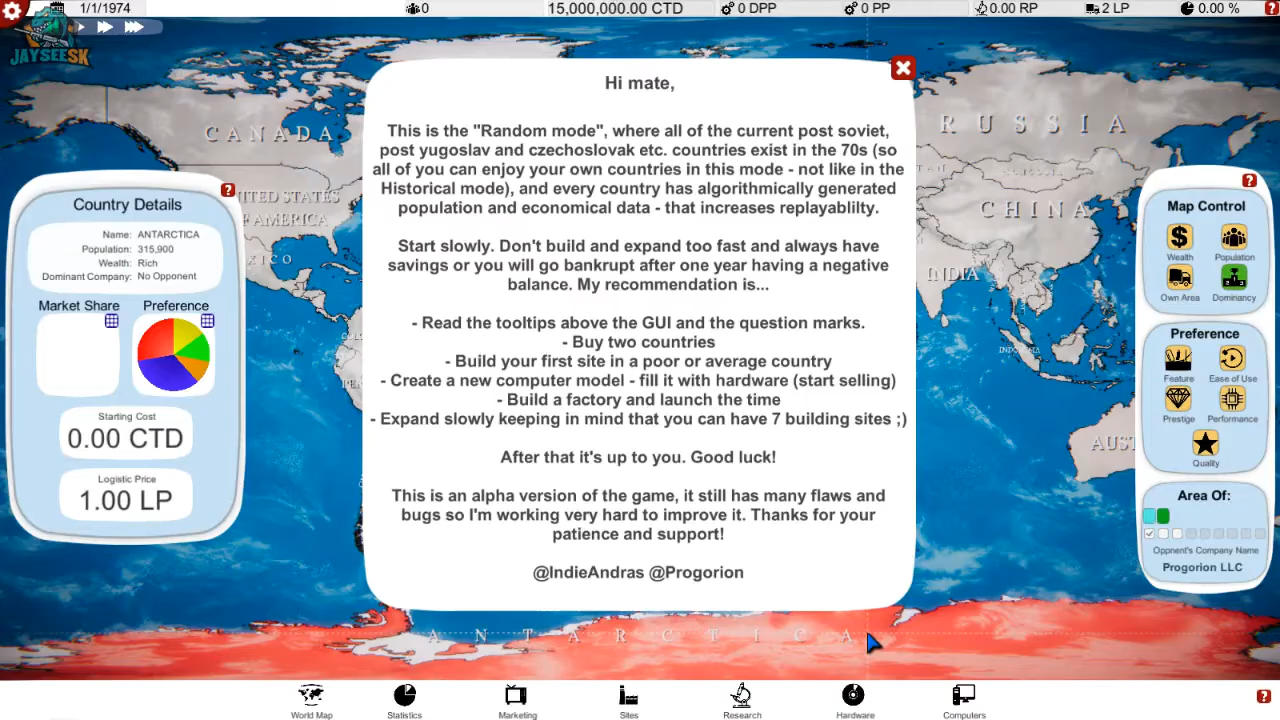 1/1/1974
0
15,000,000.00 CTD
0 DPP
0 PP
0.00 RP
2 LP
0.00 %
?
JAYSEESK
Hi mate,
This is the "Random mode", where all of the current post soviet,
post yugoslav and czechoslovak etc. countries exist in the 70s (so
all of you can enjoy your own countries in this mode - not like in the
Historical mode), and every country has algorithmically generated
population and economical data - that increases replayablilty.
Start slowly. Don't build and expand too fast and always have
savings or you will go bankrupt after one year having a negative
balance. My recommendation is...
- Read the tooltips above the GUI and the question marks.
- Buy two countries
- Build your first site in a poor or average country
- Create a new computer model - fill it with hardware (start selling)
- Build a factory and launch the time
- Expand slowly keeping in mind that you can have 7 building sites ;)
After that it's up to you. Good luck!
This is an alpha version of the game, it still has many flaws and
bugs so I'm working very hard to improve it. Thanks for your
patience and support!
@IndieAndras @Progorion
CANADA
UNITED STATES
OF AMERICA
RUSSIA
CHINA
INDIA
INDONESIA
ANTARCTICA
?
Country Details
Name: ANTARCTICA
Population: 315,900
Wealth: Rich
Dominant Company: No Opponent
Market Share
Preference
Starting Cost
0.00 CTD
Logistic Price
1.00 LP
?
Map Control
$
Wealth
Population
Own Area
Dominancy
Preference
Feature
Ease of Use
Prestige
Performance
Quality
Area Of:
Oppnent's Company Name
Progorion LLC
World Map
Statistics
Marketing
Sites
Research
Hardware
Computers
?